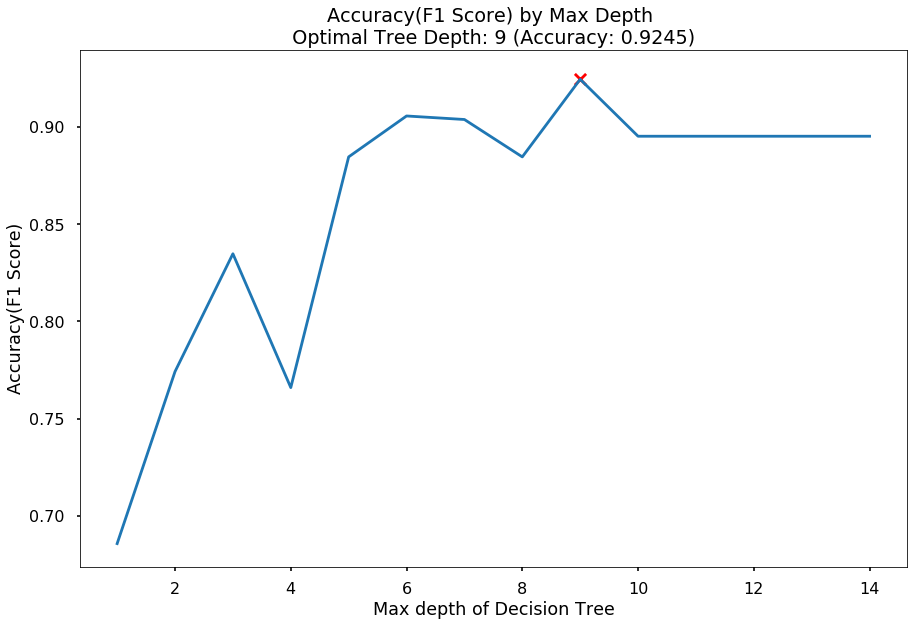 Accuracy(F1 Score) by Max Depth
Optimal Tree Depth: 9 (Accuracy: 0.9245)
Accuracy(F1 Score)
0.90
0.85
0.80
0.75
0.70
2 4 6 8 10 12 14
Max depth of Decision Tree